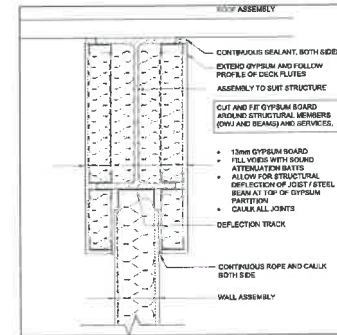 ROOF ASSEMBLY
CONTINUOUS SEALANT, BOTH SIDE
EXTEND GYPSUM AND FOLLOW
PROFILE OF DECK FLUTES
ASSEMBLY TO SUIT STRUCTURE
CUT AND FIT GYPSUM BOARD
AROUND STRUCTURAL MEMBERS
(OWJ AND BEAMS) AND SERVICES.
• 13mm GYPSUM BOARD
• FILL VOIDS WITH SOUND
ATTENUATION BATTS
• ALLOW FOR STRUCTURAL
DEFLECTION OF JOIST / STEEL
BEAM AT TOP OF GYPSUM
PARTITION
• CAULK ALL JOINTS
DEFLECTION TRACK
CONTINUOUS ROPE AND CAULK
BOTH SIDE
WALL ASSEMBLY